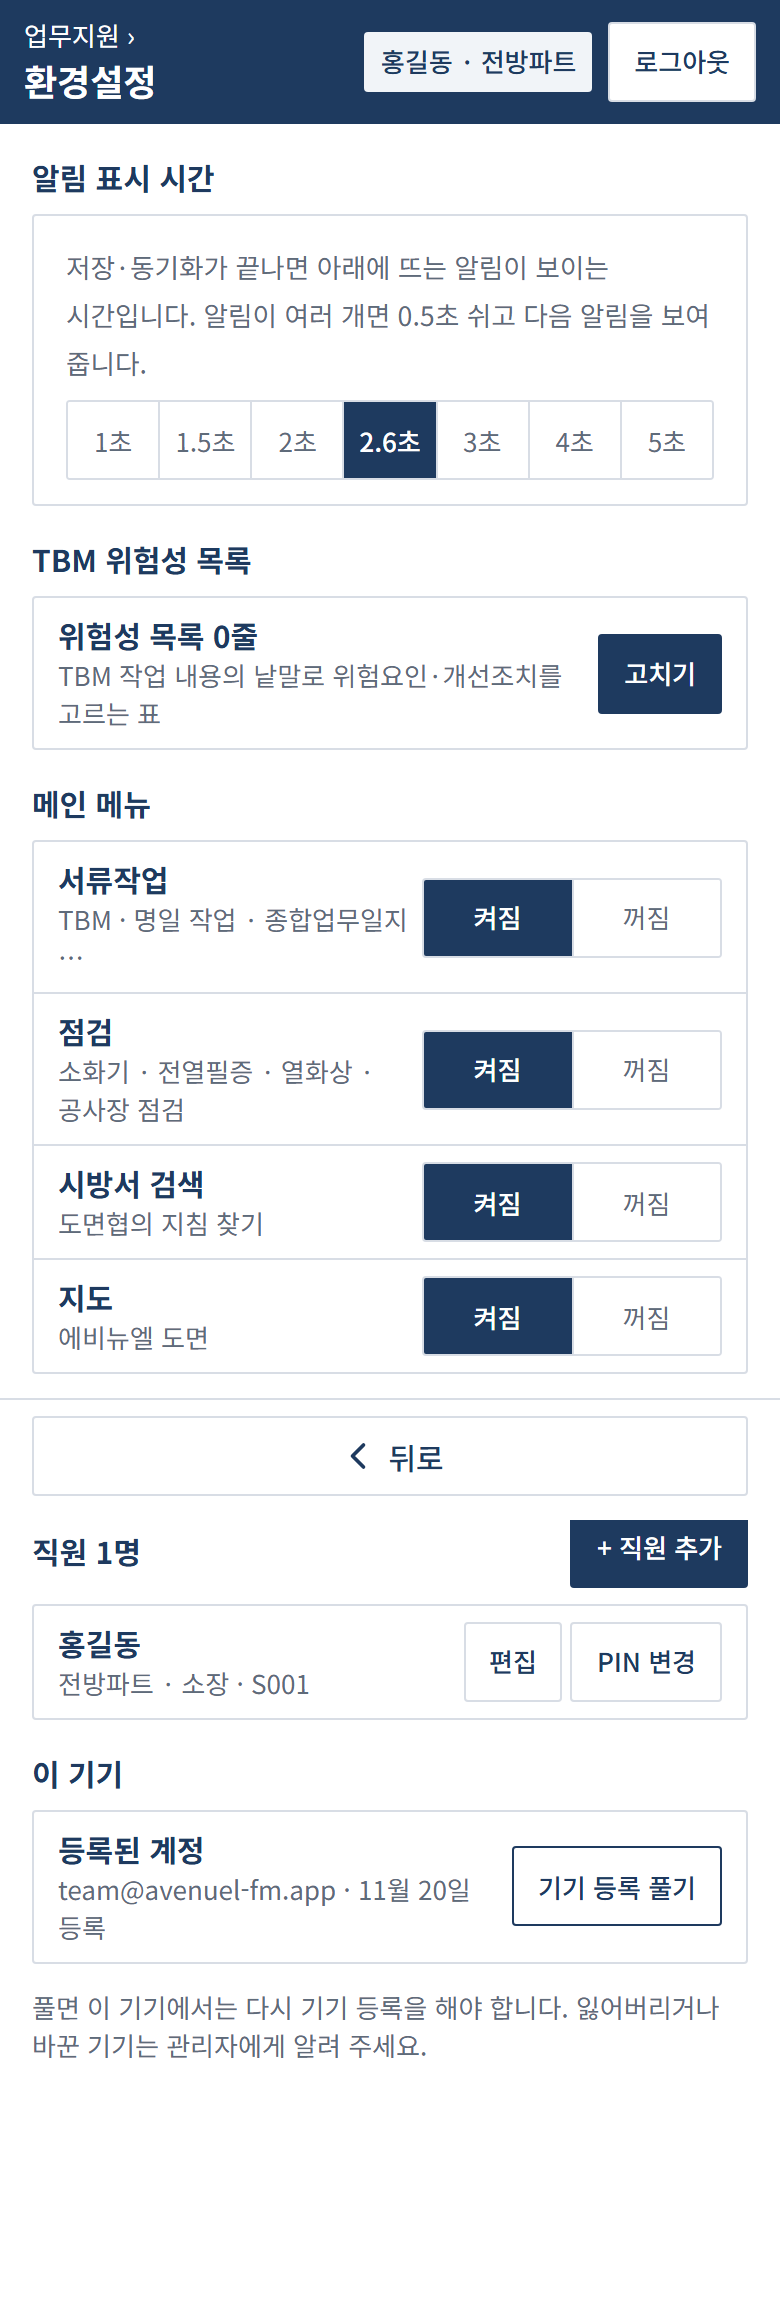 업무지원 ›
환경설정
홍길동 · 전방파트
로그아웃
알림 표시 시간
저장·동기화가 끝나면 아래에 뜨는 알림이 보이는
시간입니다. 알림이 여러 개면 0.5초 쉬고 다음 알림을 보여
줍니다.
1초 1.5초 2초 2.6초 3초 4초 5초
TBM 위험성 목록
위험성 목록 0줄
TBM 작업 내용의 낱말로 위험요인·개선조치를
고르는 표
고치기
메인 메뉴
서류작업
TBM · 명일 작업 · 종합업무일지
…
켜짐 꺼짐
점검
소화기 · 전열필증 · 열화상 ·
공사장 점검
켜짐 꺼짐
시방서 검색
도면협의 지침 찾기
켜짐 꺼짐
지도
에비뉴엘 도면
켜짐 꺼짐
뒤로
직원 1명
+ 직원 추가
홍길동
전방파트 · 소장 · S001
편집
PIN 변경
이 기기
등록된 계정
team@avenuel-fm.app · 11월 20일
등록
기기 등록 풀기
풀면 이 기기에서는 다시 기기 등록을 해야 합니다. 잃어버리거나
바꾼 기기는 관리자에게 알려 주세요.